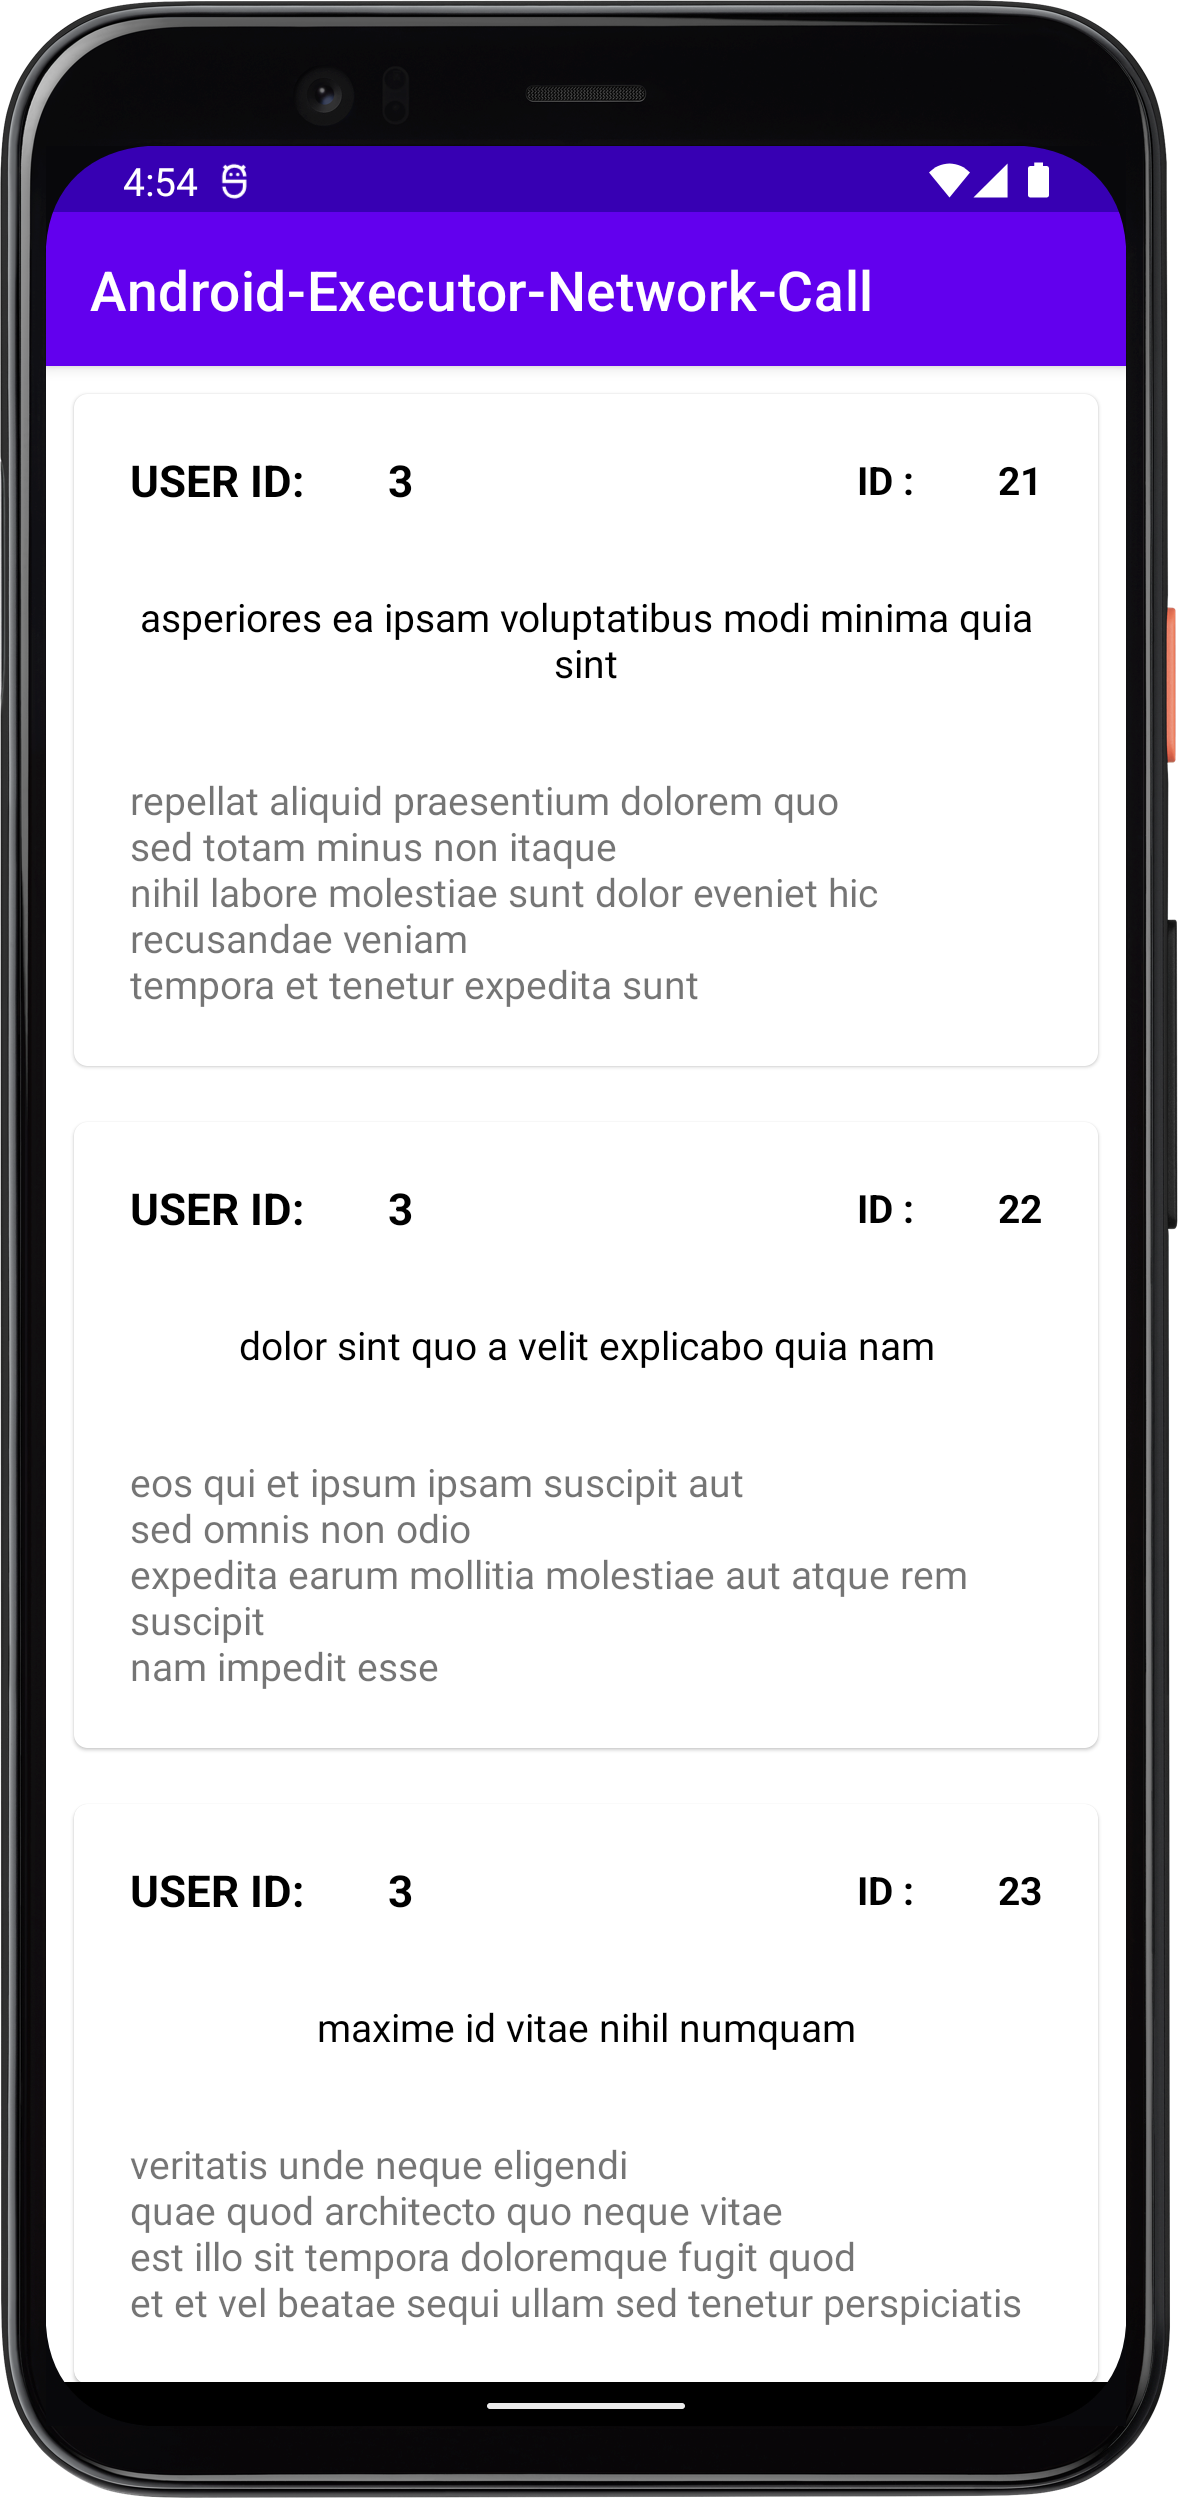 4:54
Android-Executor-Network-Call
USER ID: 3 ID : 21
asperiores ea ipsam voluptatibus modi minima quia
sint
repellat aliquid praesentium dolorem quo
sed totam minus non itaque
nihil labore molestiae sunt dolor eveniet hic
recusandae veniam
tempora et tenetur expedita sunt
USER ID: 3 ID : 22
dolor sint quo a velit explicabo quia nam
eos qui et ipsum ipsam suscipit aut
sed omnis non odio
expedita earum mollitia molestiae aut atque rem
suscipit
nam impedit esse
USER ID: 3 ID : 23
maxime id vitae nihil numquam
veritatis unde neque eligendi
quae quod architecto quo neque vitae
est illo sit tempora doloremque fugit quod
et et vel beatae sequi ullam sed tenetur perspiciatis